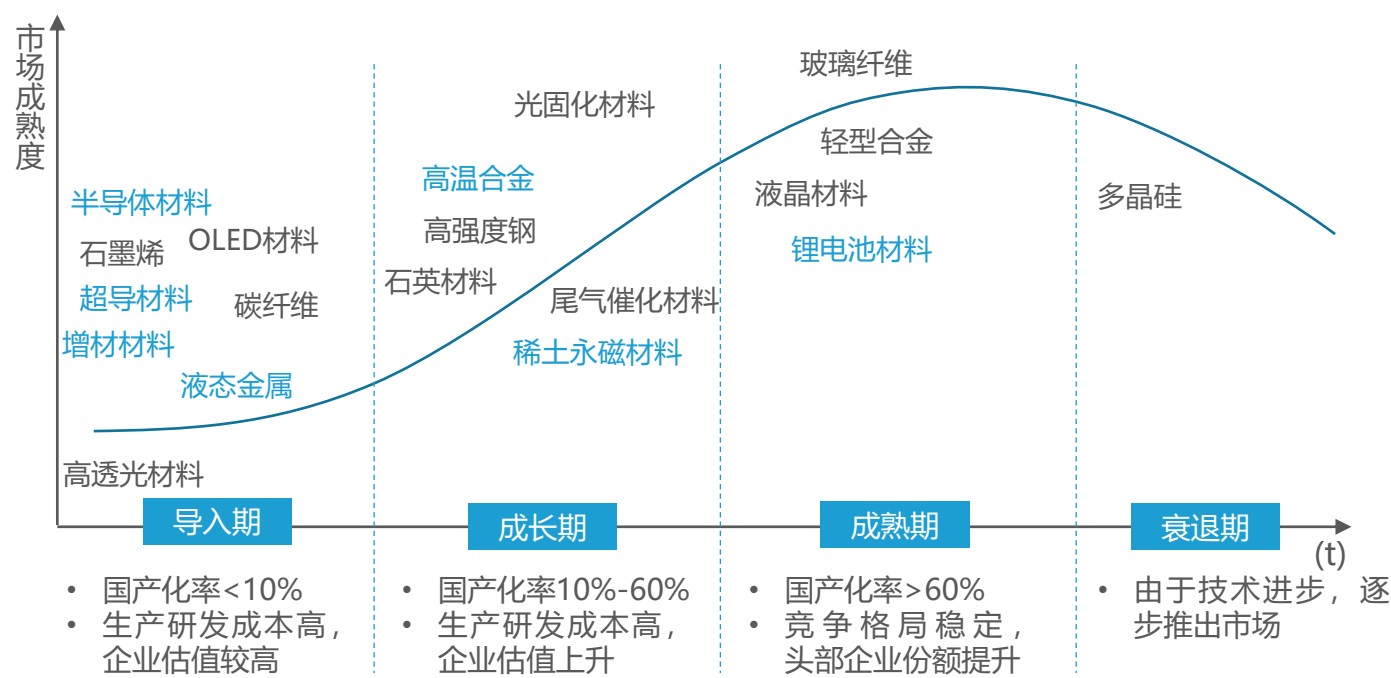 市场成熟度
玻璃纤维
光固化材料
轻型合金
高温合金
半导体材料
液晶材料
多晶硅
高强度钢
OLED材料
石墨烯
锂电池材料
石英材料
超导材料
碳纤维
尾气催化材料
增材材料
稀土永磁材料
液态金属
高透光材料
导入期
成长期
成熟期
衰退期
(t)
• 国产化率<10%
• 生产研发成本高，
企业估值较高
• 国产化率10%-60%
• 生产研发成本高，
企业估值上升
• 国产化率>60%
• 竞争格局稳定，
头部企业份额提升
• 由于技术进步，逐
步推出市场